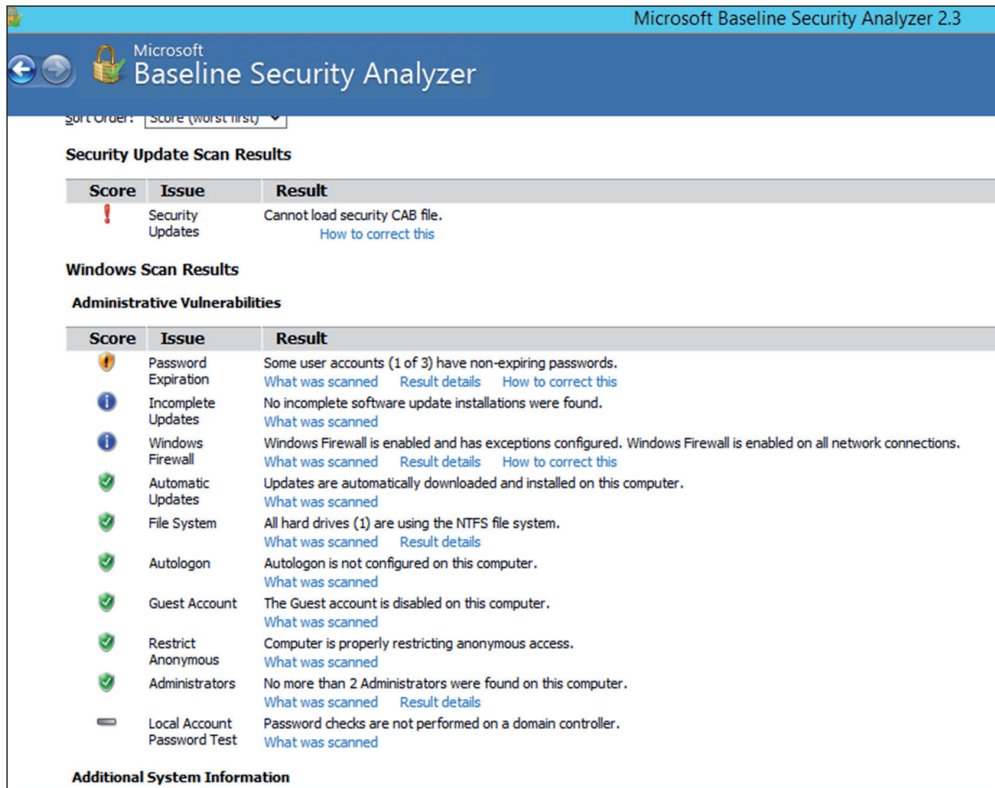 Microsoft Baseline Security Analyzer 2.3
Microsoft
Baseline Security Analyzer
Sort Order: Score (worst first)
Security Update Scan Results
Score Issue Result
Security Updates Cannot load security CAB file.
How to correct this
Windows Scan Results
Administrative Vulnerabilities
Score Issue Result
Password Some user accounts (1 of 3) have non-expiring passwords.
Expiration What was scanned Result details How to correct this
Incomplete No incomplete software update installations were found.
Updates What was scanned
Windows Windows Firewall is enabled and has exceptions configured. Windows Firewall is enabled on all network connections.
Firewall What was scanned Result details How to correct this
Automatic Updates are automatically downloaded and installed on this computer.
Updates What was scanned
File System All hard drives (1) are using the NTFS file system.
What was scanned Result details
Autologon Autologon is not configured on this computer.
What was scanned
Guest Account The Guest account is disabled on this computer.
What was scanned
Restrict Computer is properly restricting anonymous access.
Anonymous What was scanned
Administrators No more than 2 Administrators were found on this computer.
What was scanned Result details
Local Account Password checks are not performed on a domain controller.
Password Test What was scanned
Additional System Information